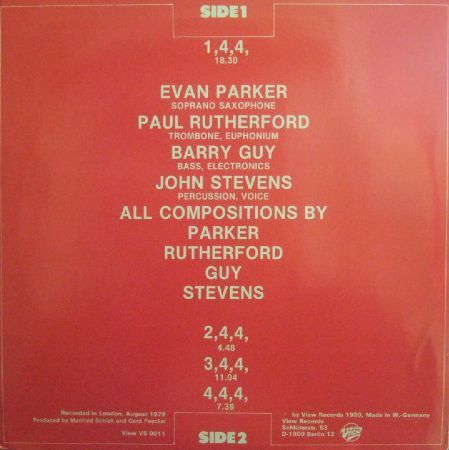 SIDE 1
1,4,4,
18.30
EVAN PARKER
SOPRANO SAXOPHONE
PAUL RUTHERFORD
TROMBONE, EUPHONIUM
BARRY GUY
BASS, ELECTRONICS
JOHN STEVENS
PERCUSSION, VOICE
ALL COMPOSITIONS BY
PARKER
RUTHERFORD
GUY
STEVENS
2,4,4,
4.48
3,4,4,
11.04
4,4,4,
7.39
Recorded in London, August 1979
Produced by Manfred Schiek and Gerd Paeckel
View VS 0011
SIDE 2
by View Records 1980, Made in W.-Germany
View Records
53
D-1000 Berlin 12